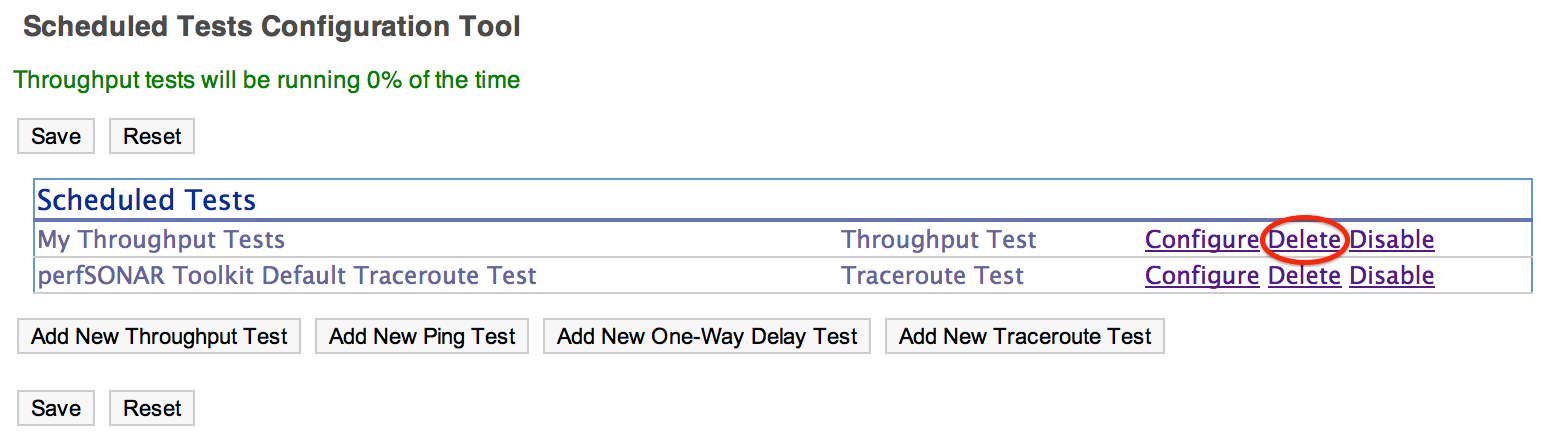 Scheduled Tests Configuration Tool
Throughput tests will be running 0% of the time
Save Reset
Scheduled Tests
My Throughput Tests Throughput Test Configure Delete Disable
perfSONAR Toolkit Default Traceroute Test Traceroute Test Configure Delete Disable
Add New Throughput Test Add New Ping Test Add New One-Way Delay Test Add New Traceroute Test
Save Reset